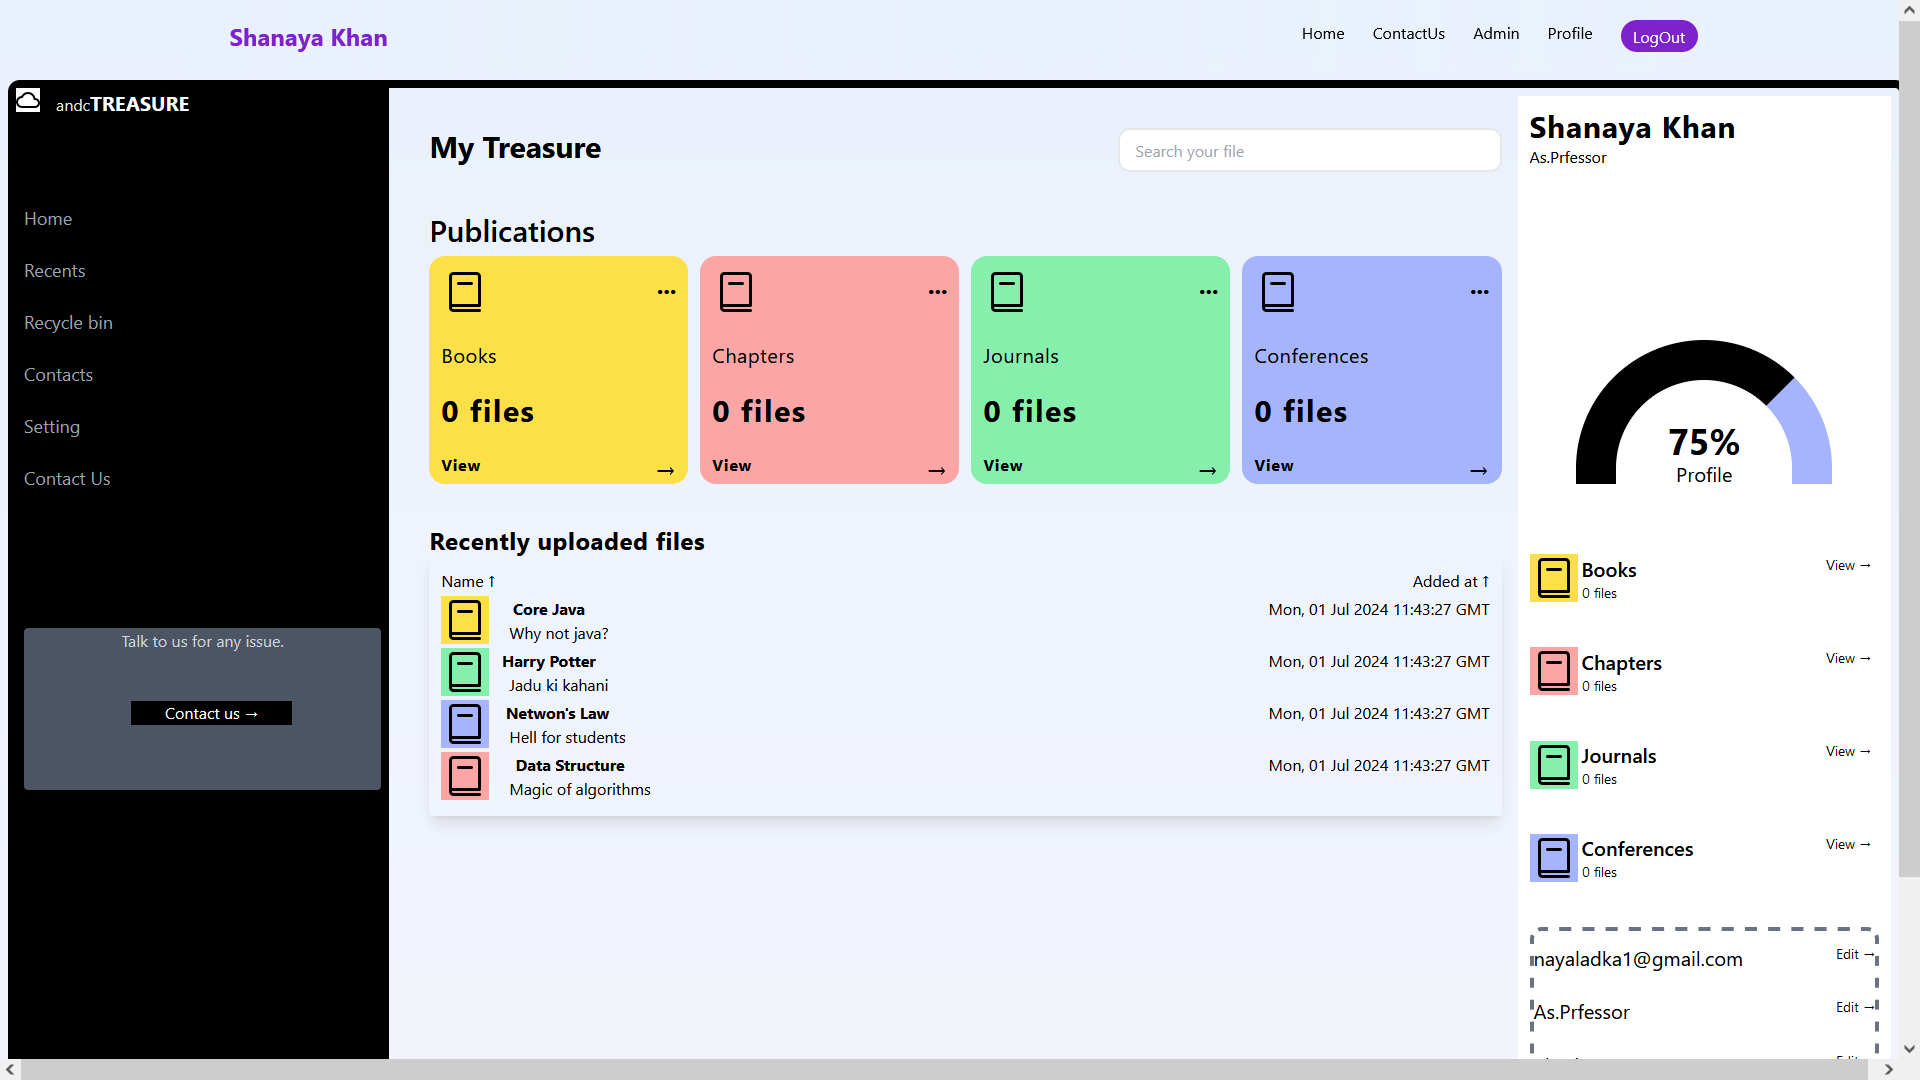 Shanaya Khan
Home ContactUs Admin Profile LogOut
andcTREASURE
Home
Recents
Recycle bin
Contacts
Setting
Contact Us
Talk to us for any issue.
Contact us →
My Treasure
Search your file
Publications
Books
0 files
View →
Chapters
0 files
View →
Journals
0 files
View →
Conferences
0 files
View →
Recently uploaded files
Name ↑ Added at ↑
Core Java Mon, 01 Jul 2024 11:43:27 GMT
Why not java?
Harry Potter Mon, 01 Jul 2024 11:43:27 GMT
Jadu ki kahani
Netwon's Law Mon, 01 Jul 2024 11:43:27 GMT
Hell for students
Data Structure Mon, 01 Jul 2024 11:43:27 GMT
Magic of algorithms
Shanaya Khan
As.Prfessor
75%
Profile
Books View →
0 files
Chapters View →
0 files
Journals View →
0 files
Conferences View →
0 files
nayaladka1@gmail.com Edit →
As.Prfessor Edit →